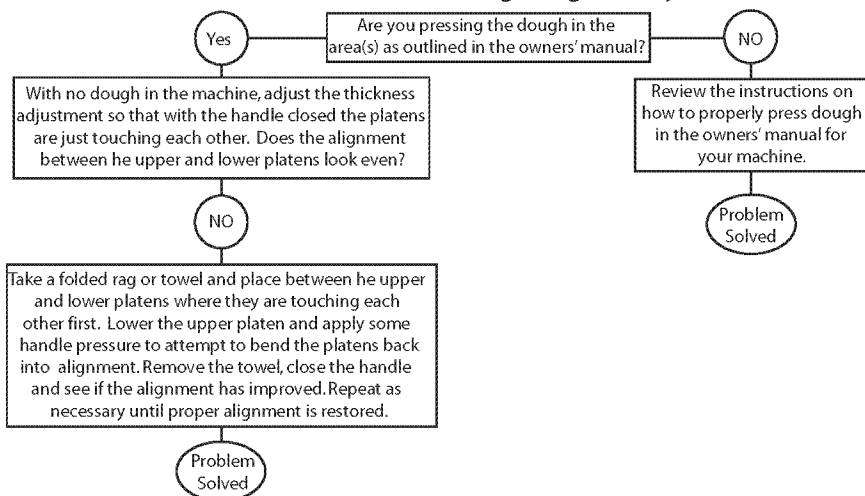 Are you pressing the dough in the
area(s) as outlined in the owners' manual?
Yes
NO
With no dough in the machine, adjust the thickness
adjustment so that with the handle closed the platens
are just touching each other. Does the alignment
between he upper and lower platens look even?
Review the instructions on
how to properly press dough
in the owners' manual for
your machine.
NO
Problem
Solved
Take a folded rag or towel and place between he upper
and lower platens where they are touching each
other first. Lower the upper platen and apply some
handle pressure to attempt to bend the platens back
into alignment. Remove the towel, close the handle
and see if the alignment has improved. Repeat as
necessary until proper alignment is restored.
Problem
Solved